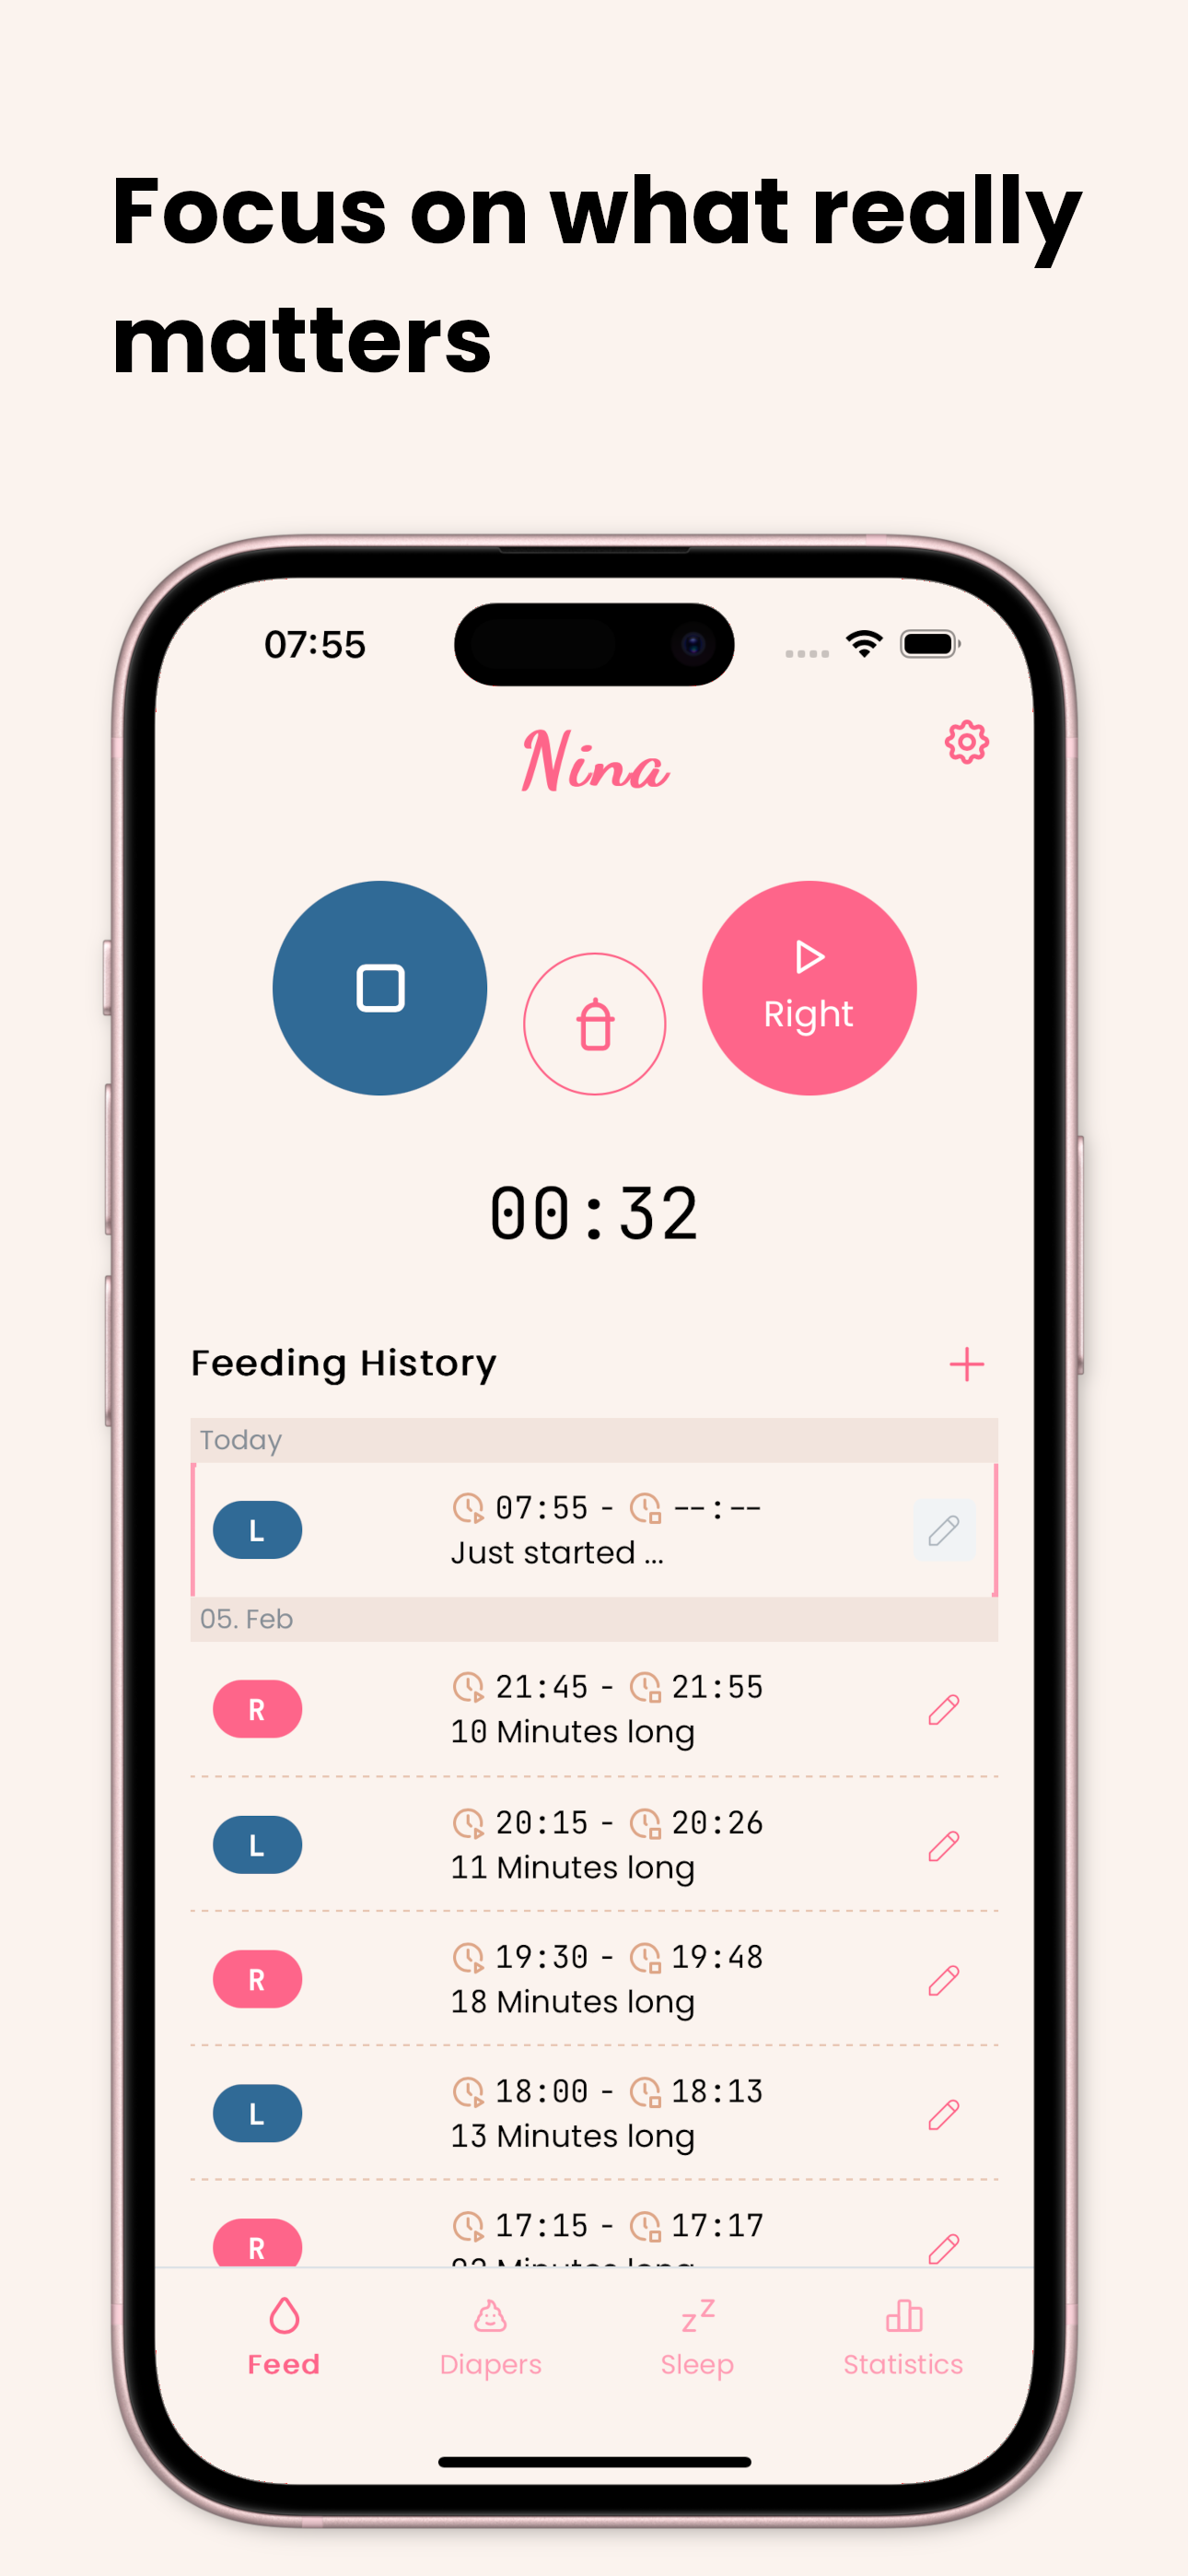 Focus on what really
matters
07:55
Nina
Right
00:32
Feeding History
Today
L
07:55 - --:--
Just started ...
05. Feb
R
21:45 - 21:55
10 Minutes long
L
20:15 - 20:26
11 Minutes long
R
19:30 - 19:48
18 Minutes long
L
18:00 - 18:13
13 Minutes long
R
17:15 - 17:17
Minutes long
Feed
Diapers
Sleep
Statistics